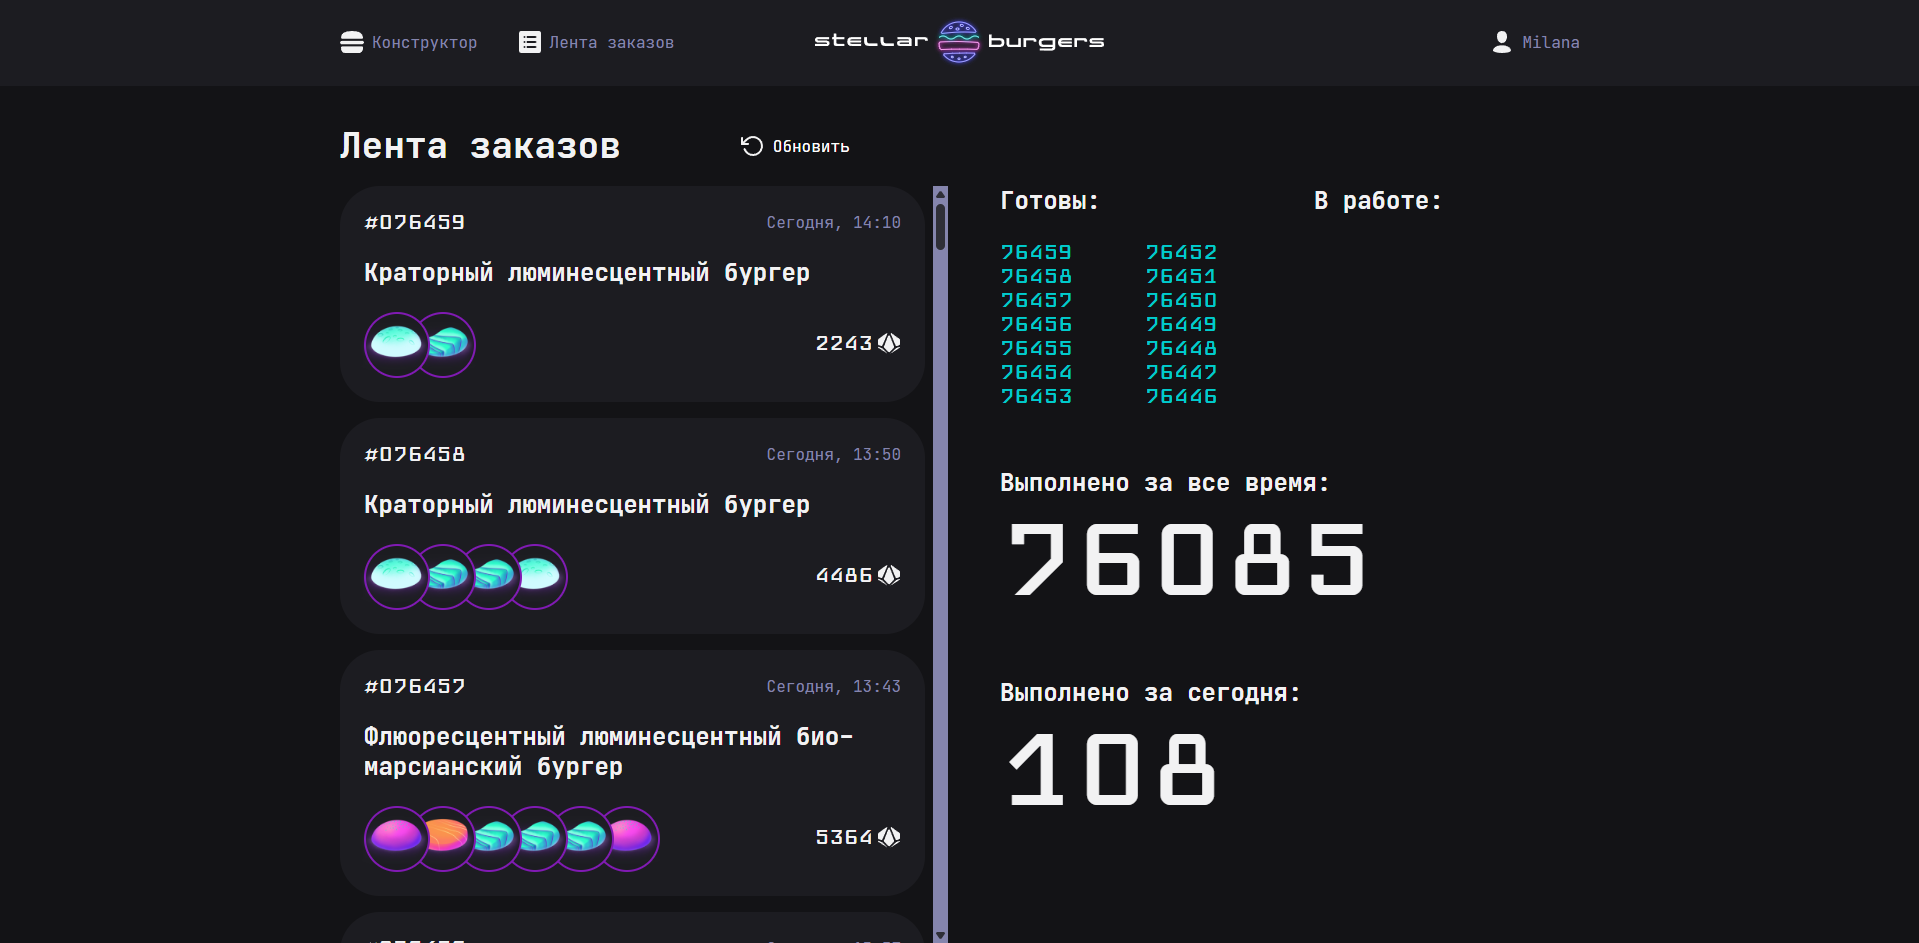 Конструктор
Лента заказов
stellar burgers
Milana
Лента заказов
Обновить
#076459
Сегодня, 14:10
Краторный люминесцентный бургер
2243
#076458
Сегодня, 13:50
Краторный люминесцентный бургер
4486
#076457
Сегодня, 13:43
Флюоресцентный люминесцентный био-
марсианский бургер
5364
Готовы:
В работе:
76459 76452
76458 76451
76457 76450
76456 76449
76455 76448
76454 76447
76453 76446
Выполнено за все время:
76085
Выполнено за сегодня:
108